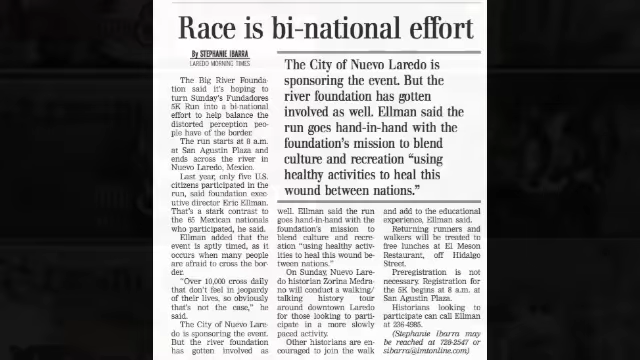 Race is bi-national effort
By STEPHANIE IBARRA
LAREDO MORNING TIMES
The Big River Founda-
tion said it's hoping to
turn Sunday's Fundadores
5K Run into a bi-national
effort to help balance the
distorted perception peo-
ple have of the border.
The run starts at 8 a.m.
at San Agustin Plaza and
ends across the river in
Nuevo Laredo, Mexico.
Last year, only five U.S.
citizens participated in the
run, said foundation exec-
utive director Eric Ellman.
That's a stark contrast to
the 65 Mexican nationals
who participated, he said.
Ellman added that the
event is aptly timed, as it
occurs when many people
are afraid to cross the bor-
der.
"Over 10,000 cross daily
that don't feel in jeopardy
of their lives, so obviously
that's not the case," he
said.
The City of Nuevo Lare-
do is sponsoring the event.
But the river foundation
has gotten involved as
The City of Nuevo Laredo is
sponsoring the event. But the
river foundation has gotten
involved as well. Ellman said the
run goes hand-in-hand with the
foundation's mission to blend
culture and recreation "using
healthy activities to heal this
wound between nations."
well. Ellman said the run
goes hand-in-hand with the
foundation's mission to
blend culture and recre-
ation "using healthy activi-
ties to heal this wound be-
tween nations."
On Sunday, Nuevo Lare-
do historian Zorina Medra-
no will conduct a walking/
talking history tour
around downtown Laredo
for those looking to parti-
cipate in a more slowly
paced activity.
Other historians are en-
couraged to join the walk
and add to the educational
experience, Ellman said.
Returning runners and
walkers will be treated to
free lunches at El Meson
Restaurant, off Hidalgo
Street.
Preregistration is not
necessary. Registration for
the 5K begins at 8 a.m. at
San Agustin Plaza.
Historians looking to
participate can call Ellman
at 236-4985.
(Stephanie Ibarra may
be reached at 728-2547 or
sibarra@lmtonline.com)